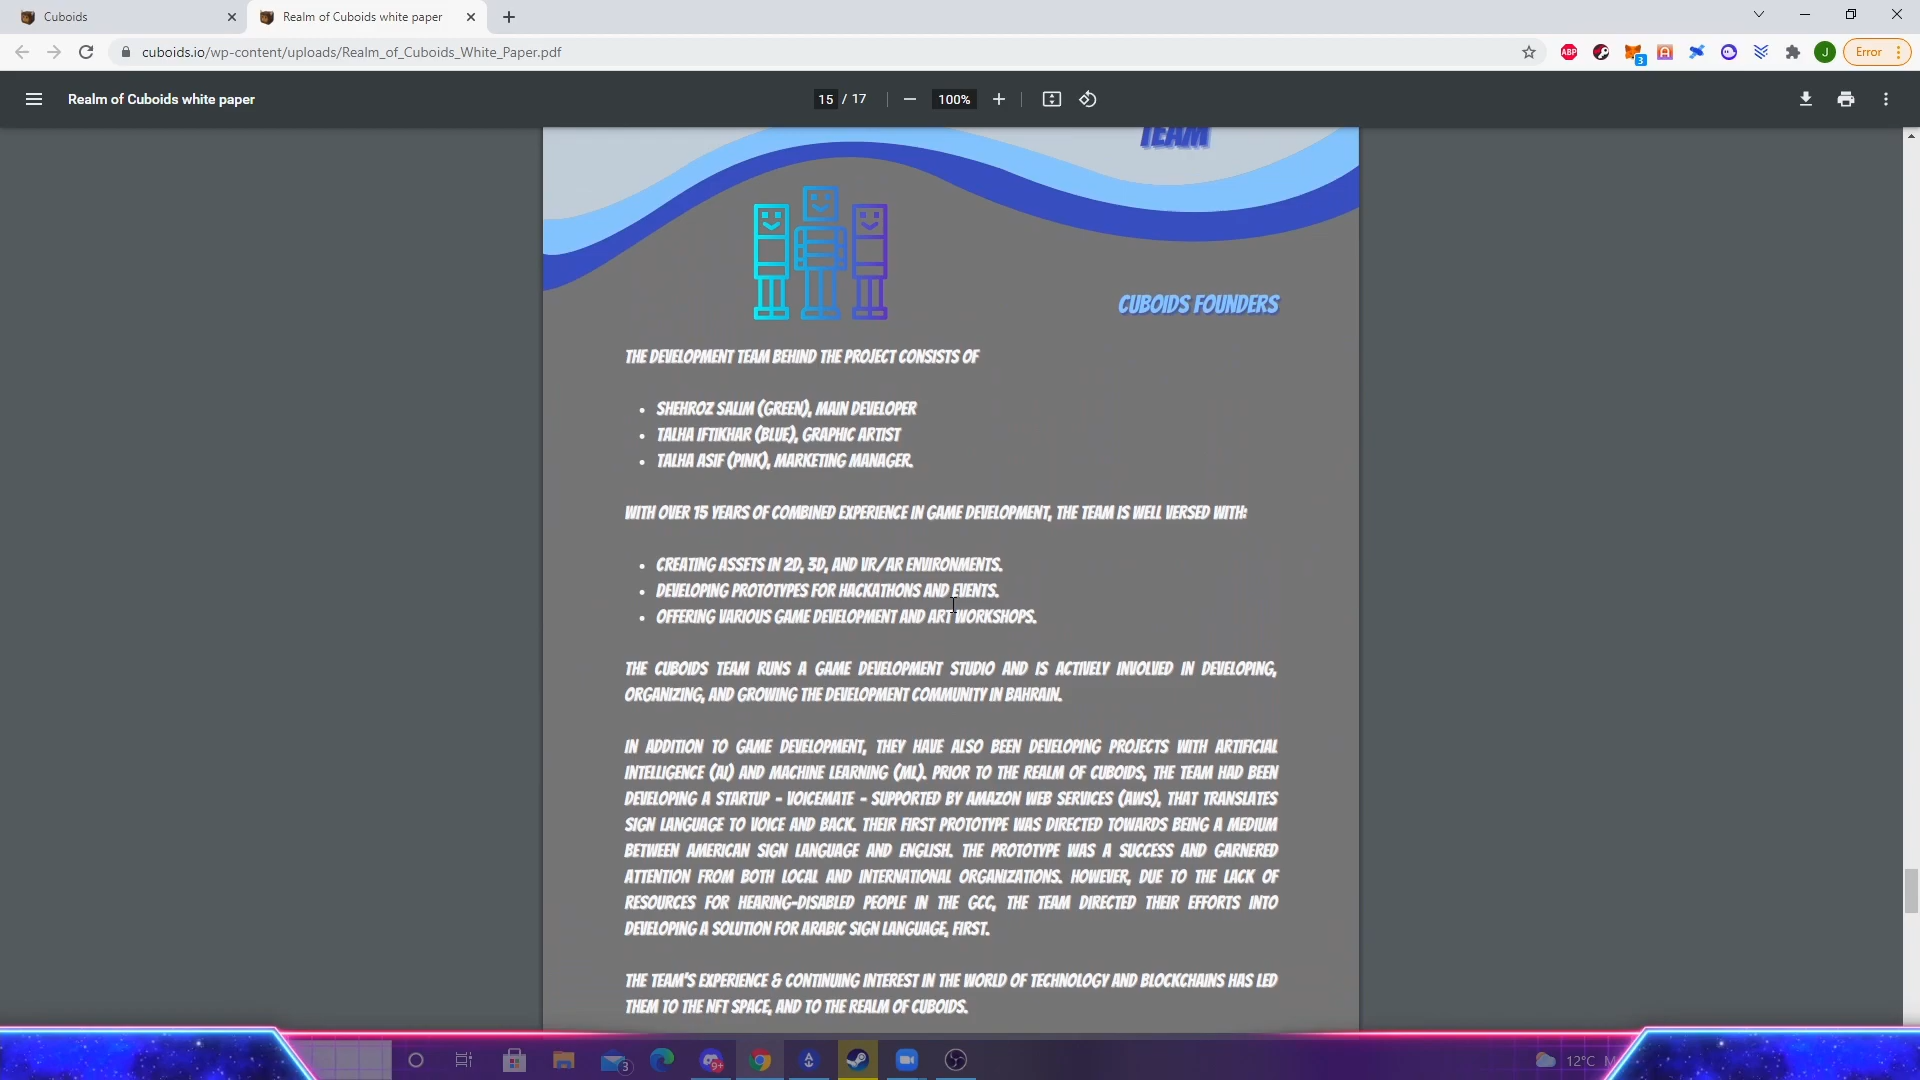 Cuboids
Realm of Cuboids white paper
cuboids.io/wp-content/uploads/Realm_of_Cuboids_White_Paper.pdf
ABP
3
J
Error
Realm of Cuboids white paper
15 / 17
100%
TEAM
CUBOIDS FOUNDERS
THE DEVELOPMENT TEAM BEHIND THE PROJECT CONSISTS OF
• SHEHROZ SALIM (GREEN), MAIN DEVELOPER
• TALHA IFTIKHAR (BLUE), GRAPHIC ARTIST
• TALHA ASIF (PINK), MARKETING MANAGER.
WITH OVER 15 YEARS OF COMBINED EXPERIENCE IN GAME DEVELOPMENT, THE TEAM IS WELL VERSED WITH:
• CREATING ASSETS IN 2D, 3D, AND VR/AR ENVIRONMENTS.
• DEVELOPING PROTOTYPES FOR HACKATHONS AND EVENTS.
• OFFERING VARIOUS GAME DEVELOPMENT AND ART WORKSHOPS.
THE CUBOIDS TEAM RUNS A GAME DEVELOPMENT STUDIO AND IS ACTIVELY INVOLVED IN DEVELOPING,
ORGANIZING, AND GROWING THE DEVELOPMENT COMMUNITY IN BAHRAIN.
IN ADDITION TO GAME DEVELOPMENT, THEY HAVE ALSO BEEN DEVELOPING PROJECTS WITH ARTIFICIAL
INTELLIGENCE (AI) AND MACHINE LEARNING (ML). PRIOR TO THE REALM OF CUBOIDS, THE TEAM HAD BEEN
DEVELOPING A STARTUP - VOICEMATE - SUPPORTED BY AMAZON WEB SERVICES (AWS), THAT TRANSLATES
SIGN LANGUAGE TO VOICE AND BACK. THEIR FIRST PROTOTYPE WAS DIRECTED TOWARDS BEING A MEDIUM
BETWEEN AMERICAN SIGN LANGUAGE AND ENGLISH. THE PROTOTYPE WAS A SUCCESS AND GARNERED
ATTENTION FROM BOTH LOCAL AND INTERNATIONAL ORGANIZATIONS. HOWEVER, DUE TO THE LACK OF
RESOURCES FOR HEARING-DISABLED PEOPLE IN THE GCC, THE TEAM DIRECTED THEIR EFFORTS INTO
DEVELOPING A SOLUTION FOR ARABIC SIGN LANGUAGE, FIRST.
THE TEAM'S EXPERIENCE & CONTINUING INTEREST IN THE WORLD OF TECHNOLOGY AND BLOCKCHAINS HAS LED
THEM TO THE NFT SPACE, AND TO THE REALM OF CUBOIDS.
3
9+
12°C M